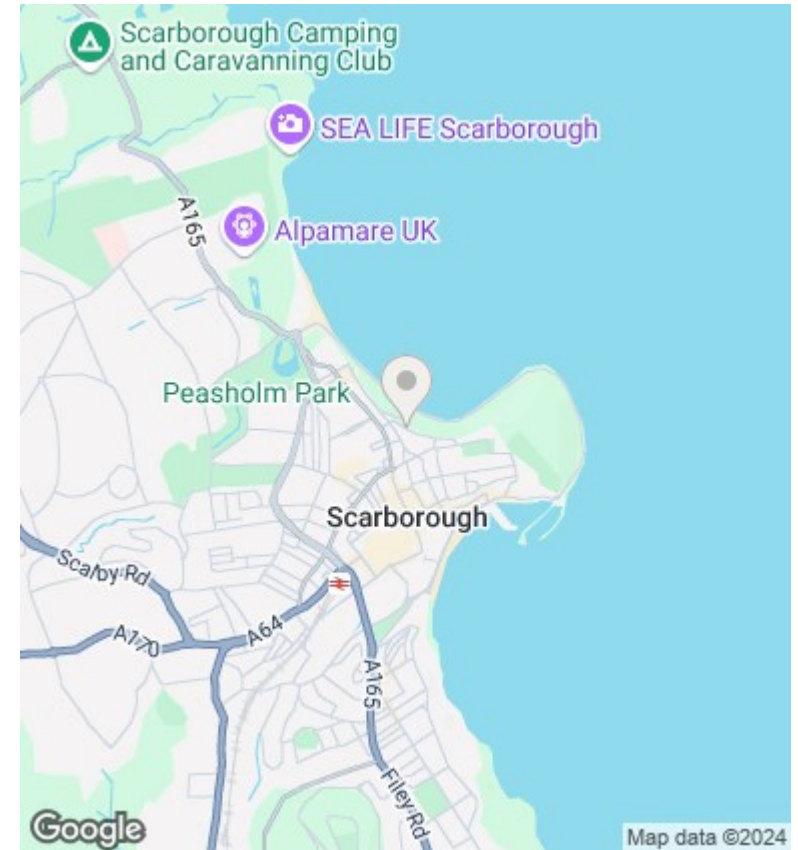 Scarborough Camping
and Caravanning Club
SEA LIFE Scarborough
A165
Alpamare UK
Peasholm Park
Scarborough
Scalby Rd
A64
A170
A165
Filey Rd
Google
Map data ©2024